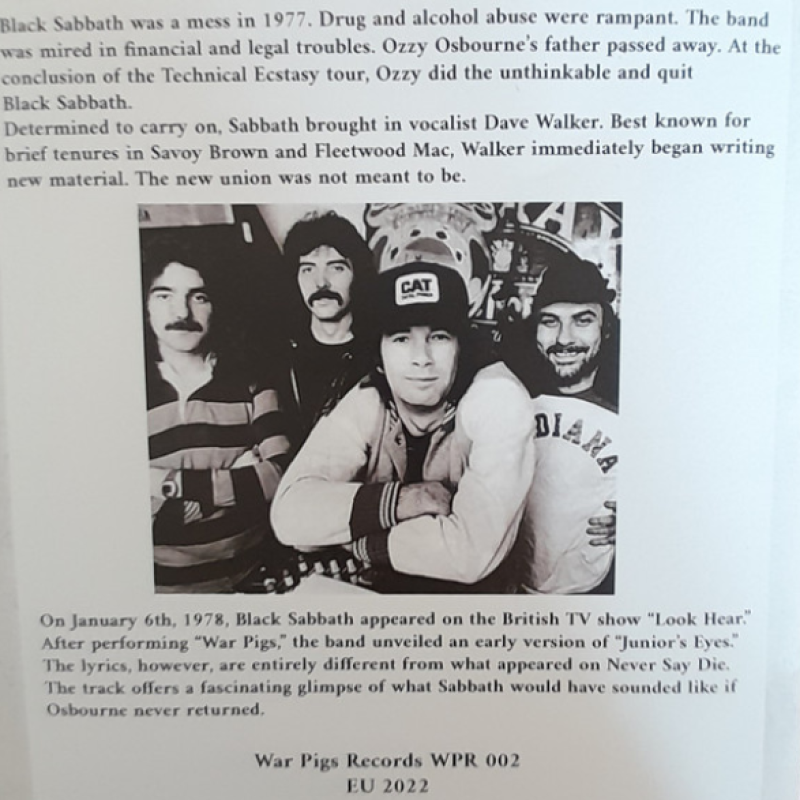 Black Sabbath was a mess in 1977. Drug and alcohol abuse were rampant. The band
was mired in financial and legal troubles. Ozzy Osbourne's father passed away. At the
conclusion of the Technical Ecstasy tour, Ozzy did the unthinkable and quit
Black Sabbath.
Determined to carry on, Sabbath brought in vocalist Dave Walker. Best known for
brief tenures in Savoy Brown and Fleetwood Mac, Walker immediately began writing
new material. The new union was not meant to be.
CAT
DIANA
On January 6th, 1978, Black Sabbath appeared on the British TV show "Look Hear."
After performing "War Pigs," the band unveiled an early version of "Junior's Eyes."
The lyrics, however, are entirely different from what appeared on Never Say Die.
The track offers a fascinating glimpse of what Sabbath would have sounded like if
Osbourne never returned.
War Pigs Records WPR 002
EU 2022